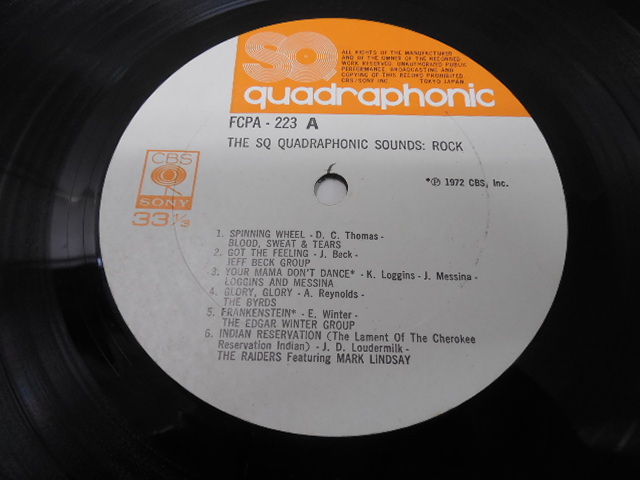 SQ
ALL RIGHTS OF THE MANUFACTURER
AND OF THE OWNER OF THE RECORDED
WORK RESERVED. UNAUTHORIZED PUBLIC
PERFORMANCE, BROADCASTING AND
COPYING OF THIS RECORD PROHIBITED
CBS/SONY INC. TOKYO JAPAN
quadraphonic
FCPA - 223 A
THE SQ QUADRAPHONIC SOUNDS: ROCK
CBS
SONY
33⅓
*℗ 1972 CBS, Inc.
1. SPINNING WHEEL - D. C. Thomas -
BLOOD, SWEAT & TEARS
2. GOT THE FEELING - J. Beck -
JEFF BECK GROUP
3. YOUR MAMA DON'T DANCE* - K. Loggins - J. Messina -
LOGGINS AND MESSINA
4. GLORY, GLORY - A. Reynolds -
THE BYRDS
5. FRANKENSTEIN* - E. Winter -
THE EDGAR WINTER GROUP
6. INDIAN RESERVATION (The Lament Of The Cherokee
Reservation Indian) - J. D. Loudermilk -
THE RAIDERS Featuring MARK LINDSAY